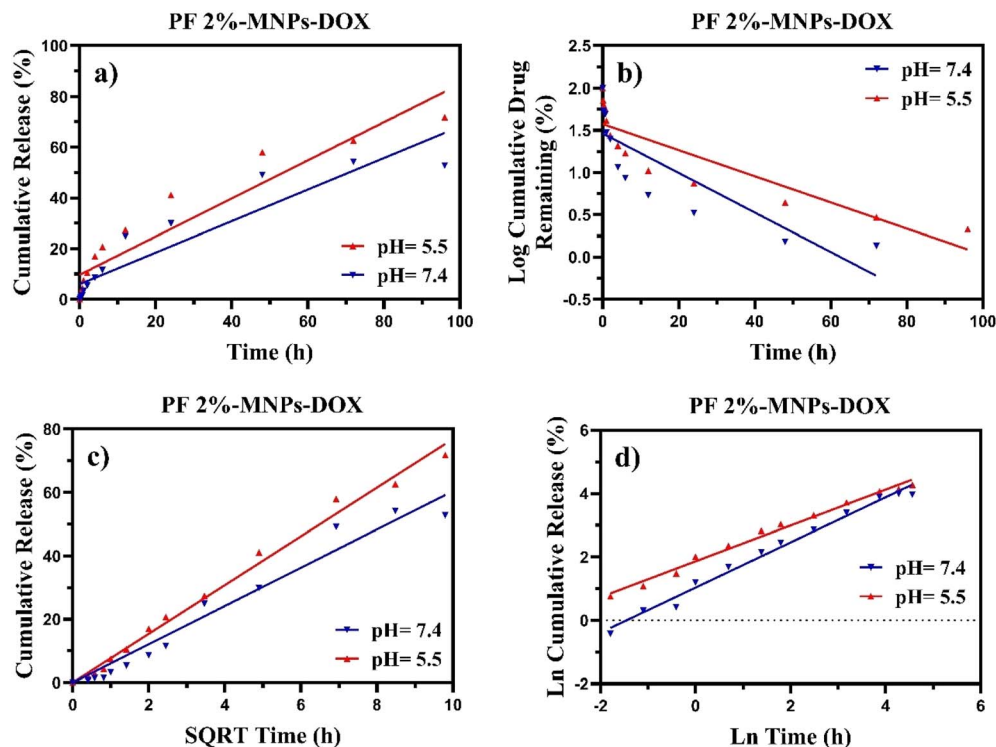 PF 2%-MNPs-DOX
a)
Cumulative Release (%)
100
80
60
40
20
0
0 20 40 60 80 100
Time (h)
pH= 5.5
pH= 7.4
b)
Log Cumulative Drug
Remaining (%)
2.5
2.0
1.5
1.0
0.5
0.0
-0.5
0 20 40 60 80 100
Time (h)
pH= 7.4
pH= 5.5
PF 2%-MNPs-DOX
c)
Cumulative Release (%)
80
60
40
20
0
0 2 4 6 8 10
SQRT Time (h)
pH= 7.4
pH= 5.5
PF 2%-MNPs-DOX
d)
Ln Cumulative Release (%)
6
4
2
0
-2
-2 0 2 4 6
Ln Time (h)
pH= 7.4
pH= 5.5
PF 2%-MNPs-DOX